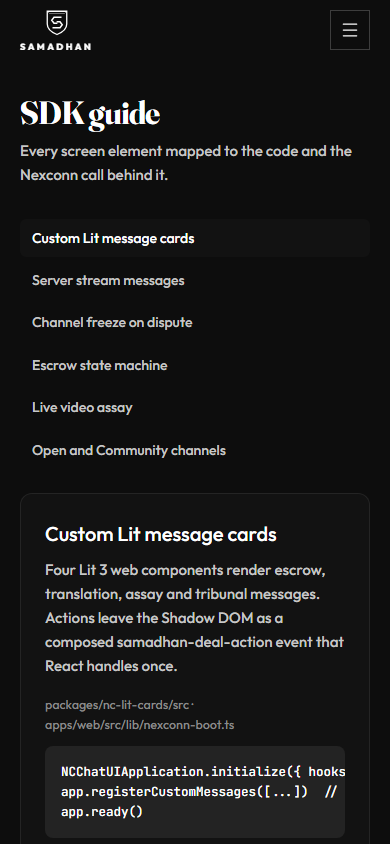 SAMADHAN
SDK guide
Every screen element mapped to the code and the
Nexconn call behind it.
Custom Lit message cards
Server stream messages
Channel freeze on dispute
Escrow state machine
Live video assay
Open and Community channels
Custom Lit message cards
Four Lit 3 web components render escrow,
translation, assay and tribunal messages.
Actions leave the Shadow DOM as a
composed samadhan-deal-action event that
React handles once.
packages/nc-lit-cards/src ·
apps/web/src/lib/nexconn-boot.ts
NCChatUIApplication.initialize({ hooks
app.registerCustomMessages([...])  //
app.ready()